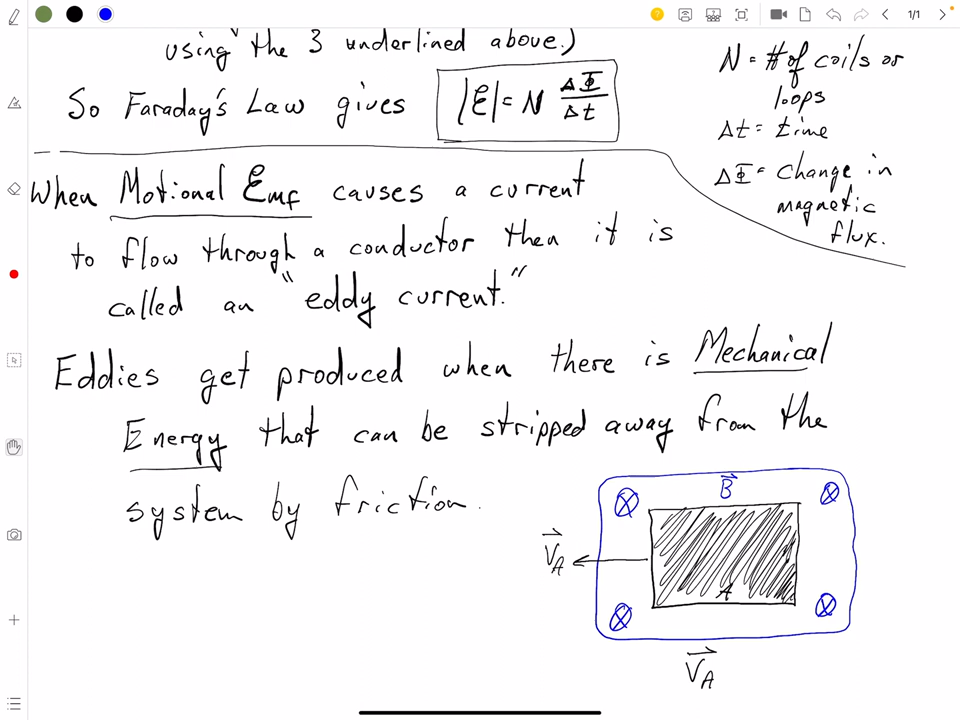 1/1
using the 3 underlined above.)
So Faraday's Law gives |Ɛ| = N ΔΦ/Δt
N = # of coils or
loops
Δt = time
ΔΦ = change in
magnetic
flux.
When Motional Emf causes a current
to flow through a conductor then it is
called an "eddy current."
Eddies get produced when there is Mechanical
Energy that can be stripped away from the
system by friction.
B⃗
V⃗A
A
V⃗A